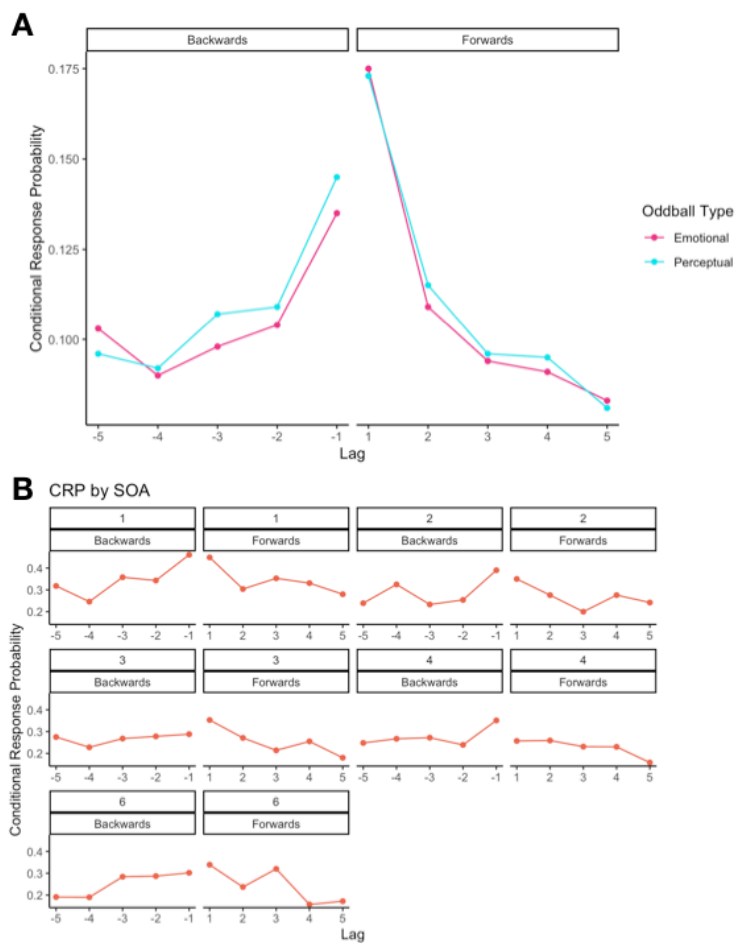 A
Backwards Forwards
0.175
0.150
0.125
0.100
Conditional Response Probability
-5 -4 -3 -2 -1 1 2 3 4 5
Lag
Oddball Type
Emotional
Perceptual
B CRP by SOA
1 1 2 2
Backwards Forwards Backwards Forwards
0.4
0.3
0.2
-5 -4 -3 -2 -1 1 2 3 4 5 -5 -4 -3 -2 -1 1 2 3 4 5
3 3 4 4
Backwards Forwards Backwards Forwards
0.4
0.3
0.2
-5 -4 -3 -2 -1 1 2 3 4 5 -5 -4 -3 -2 -1 1 2 3 4 5
6 6
Backwards Forwards
0.4
0.3
0.2
-5 -4 -3 -2 -1 1 2 3 4 5
Conditional Response Probability
Lag